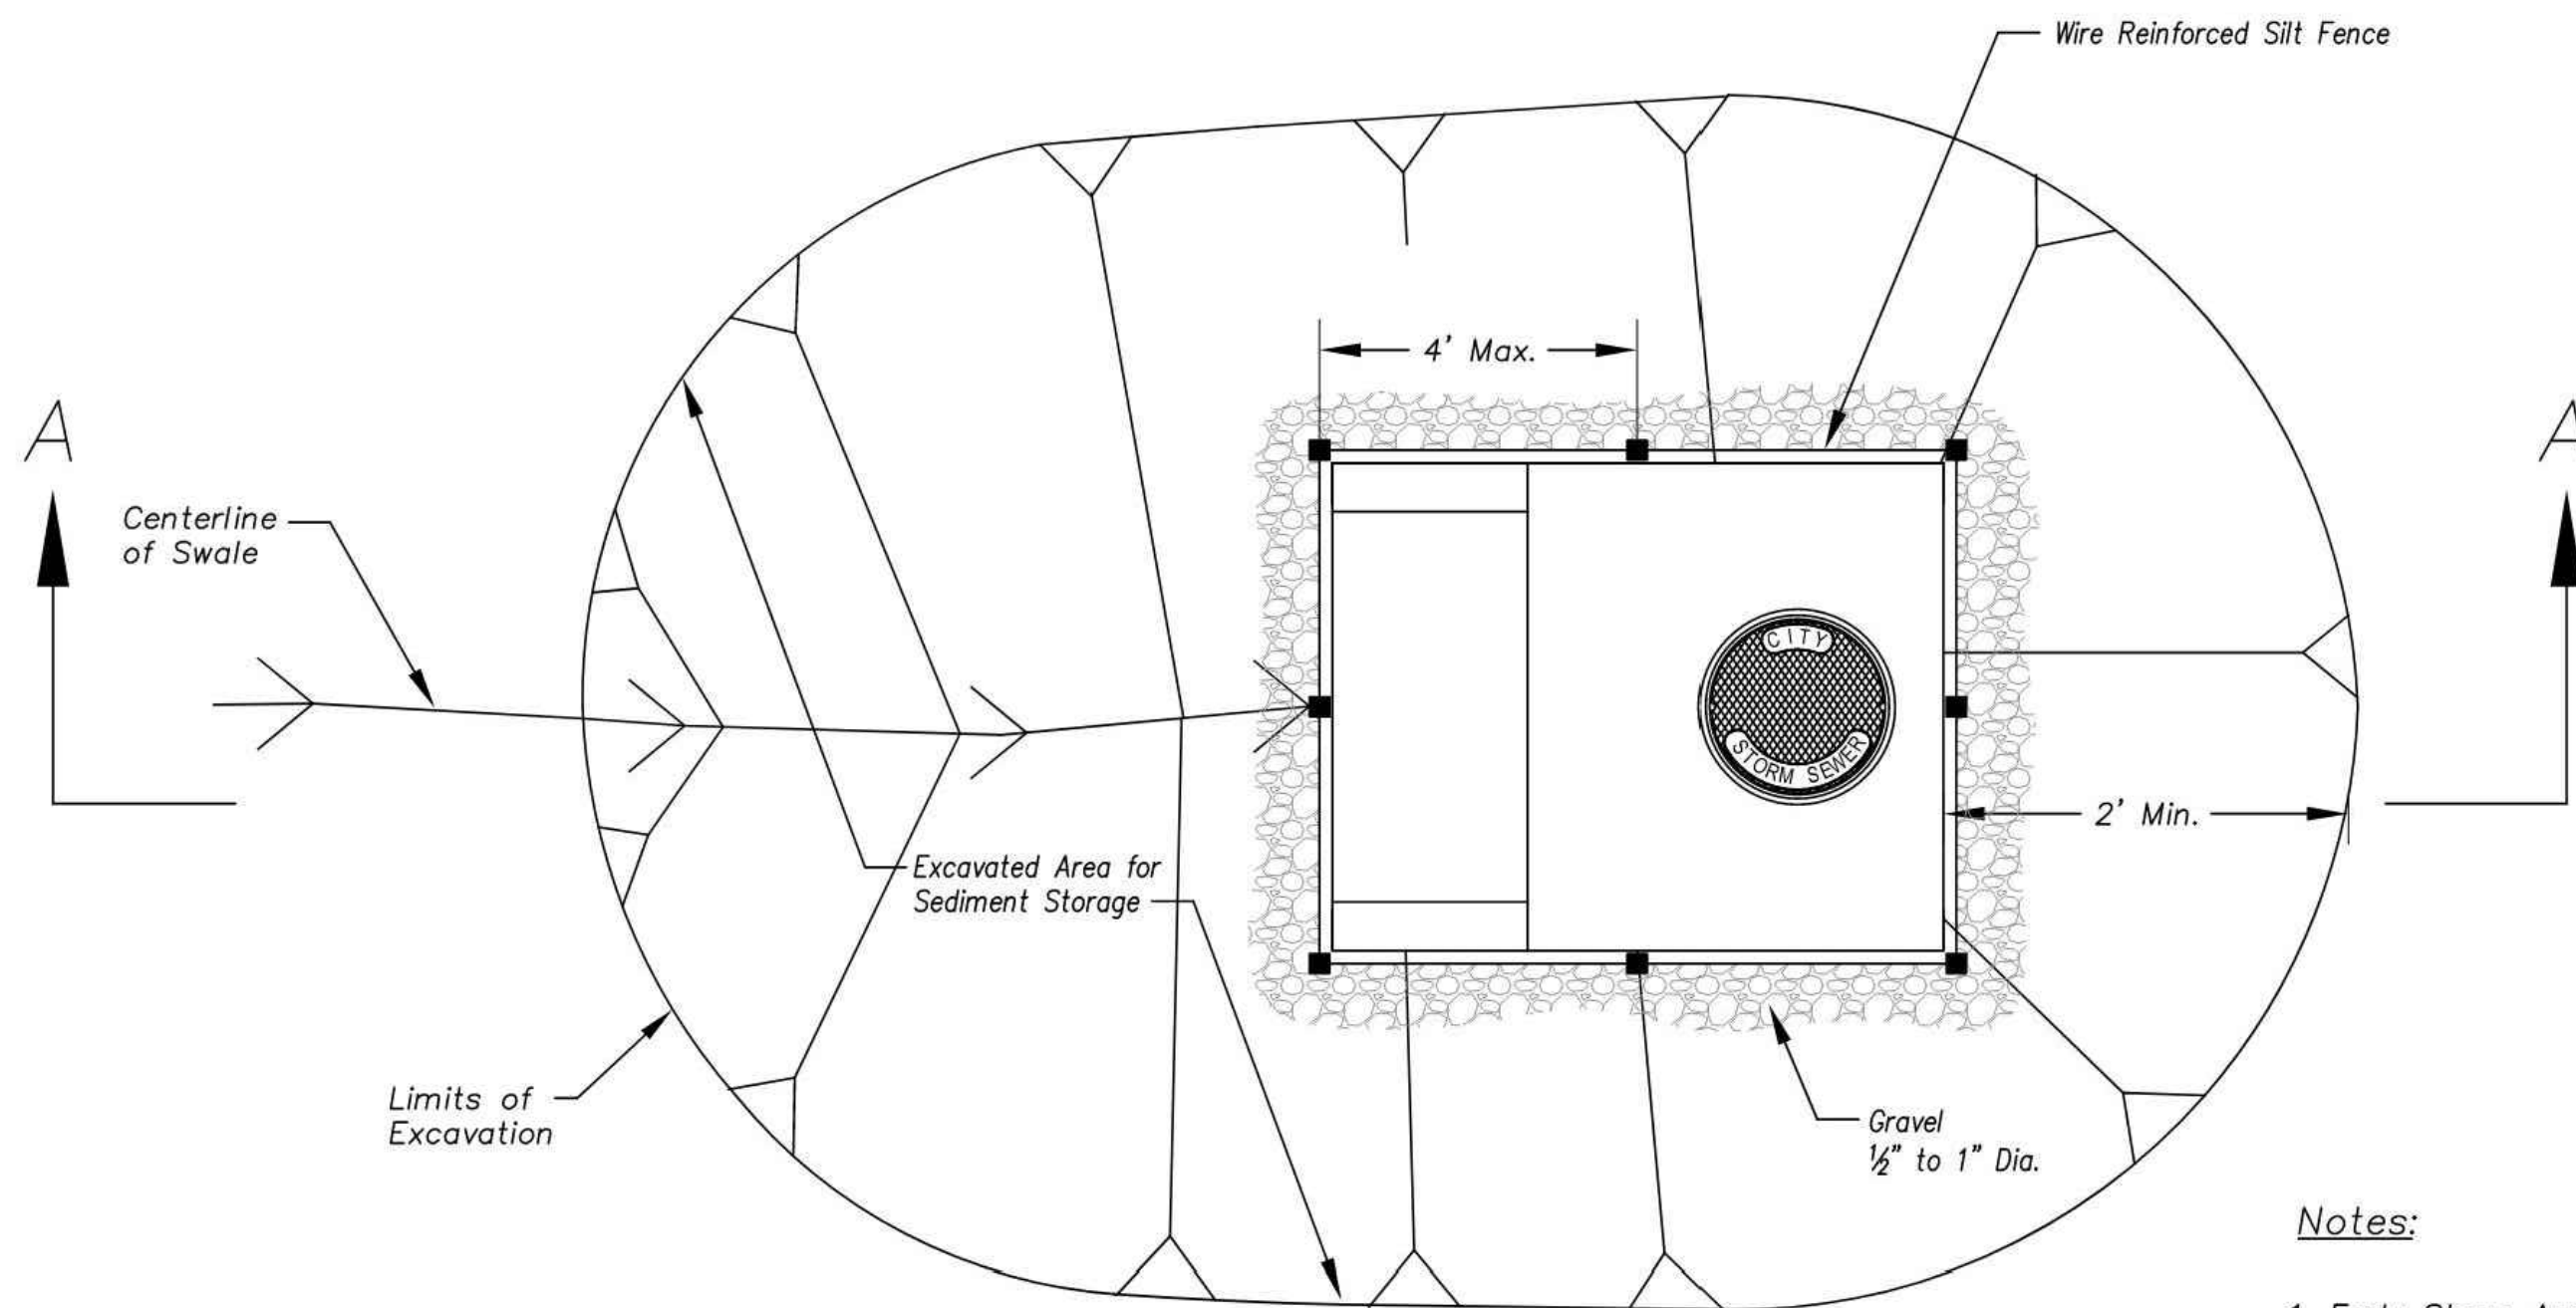 Wire Reinforced Silt Fence
4' Max.
A
A
Centerline
of Swale
CITY
STORM SEWER
2' Min.
Excavated Area for
Sediment Storage
Limits of
Excavation
Gravel
½" to 1" Dia.
Notes: